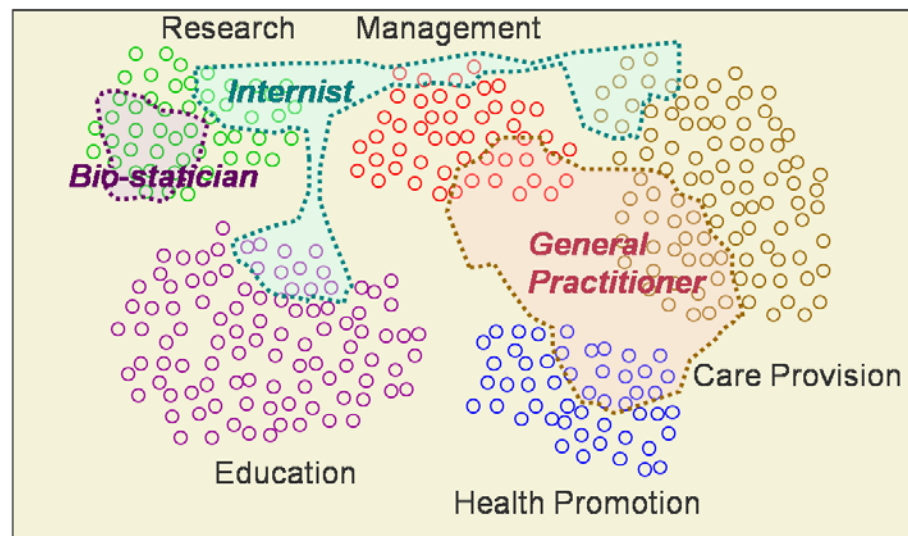 Research
Management
Internist
Bio-statician
General
Practitioner
Care Provision
Education
Health Promotion